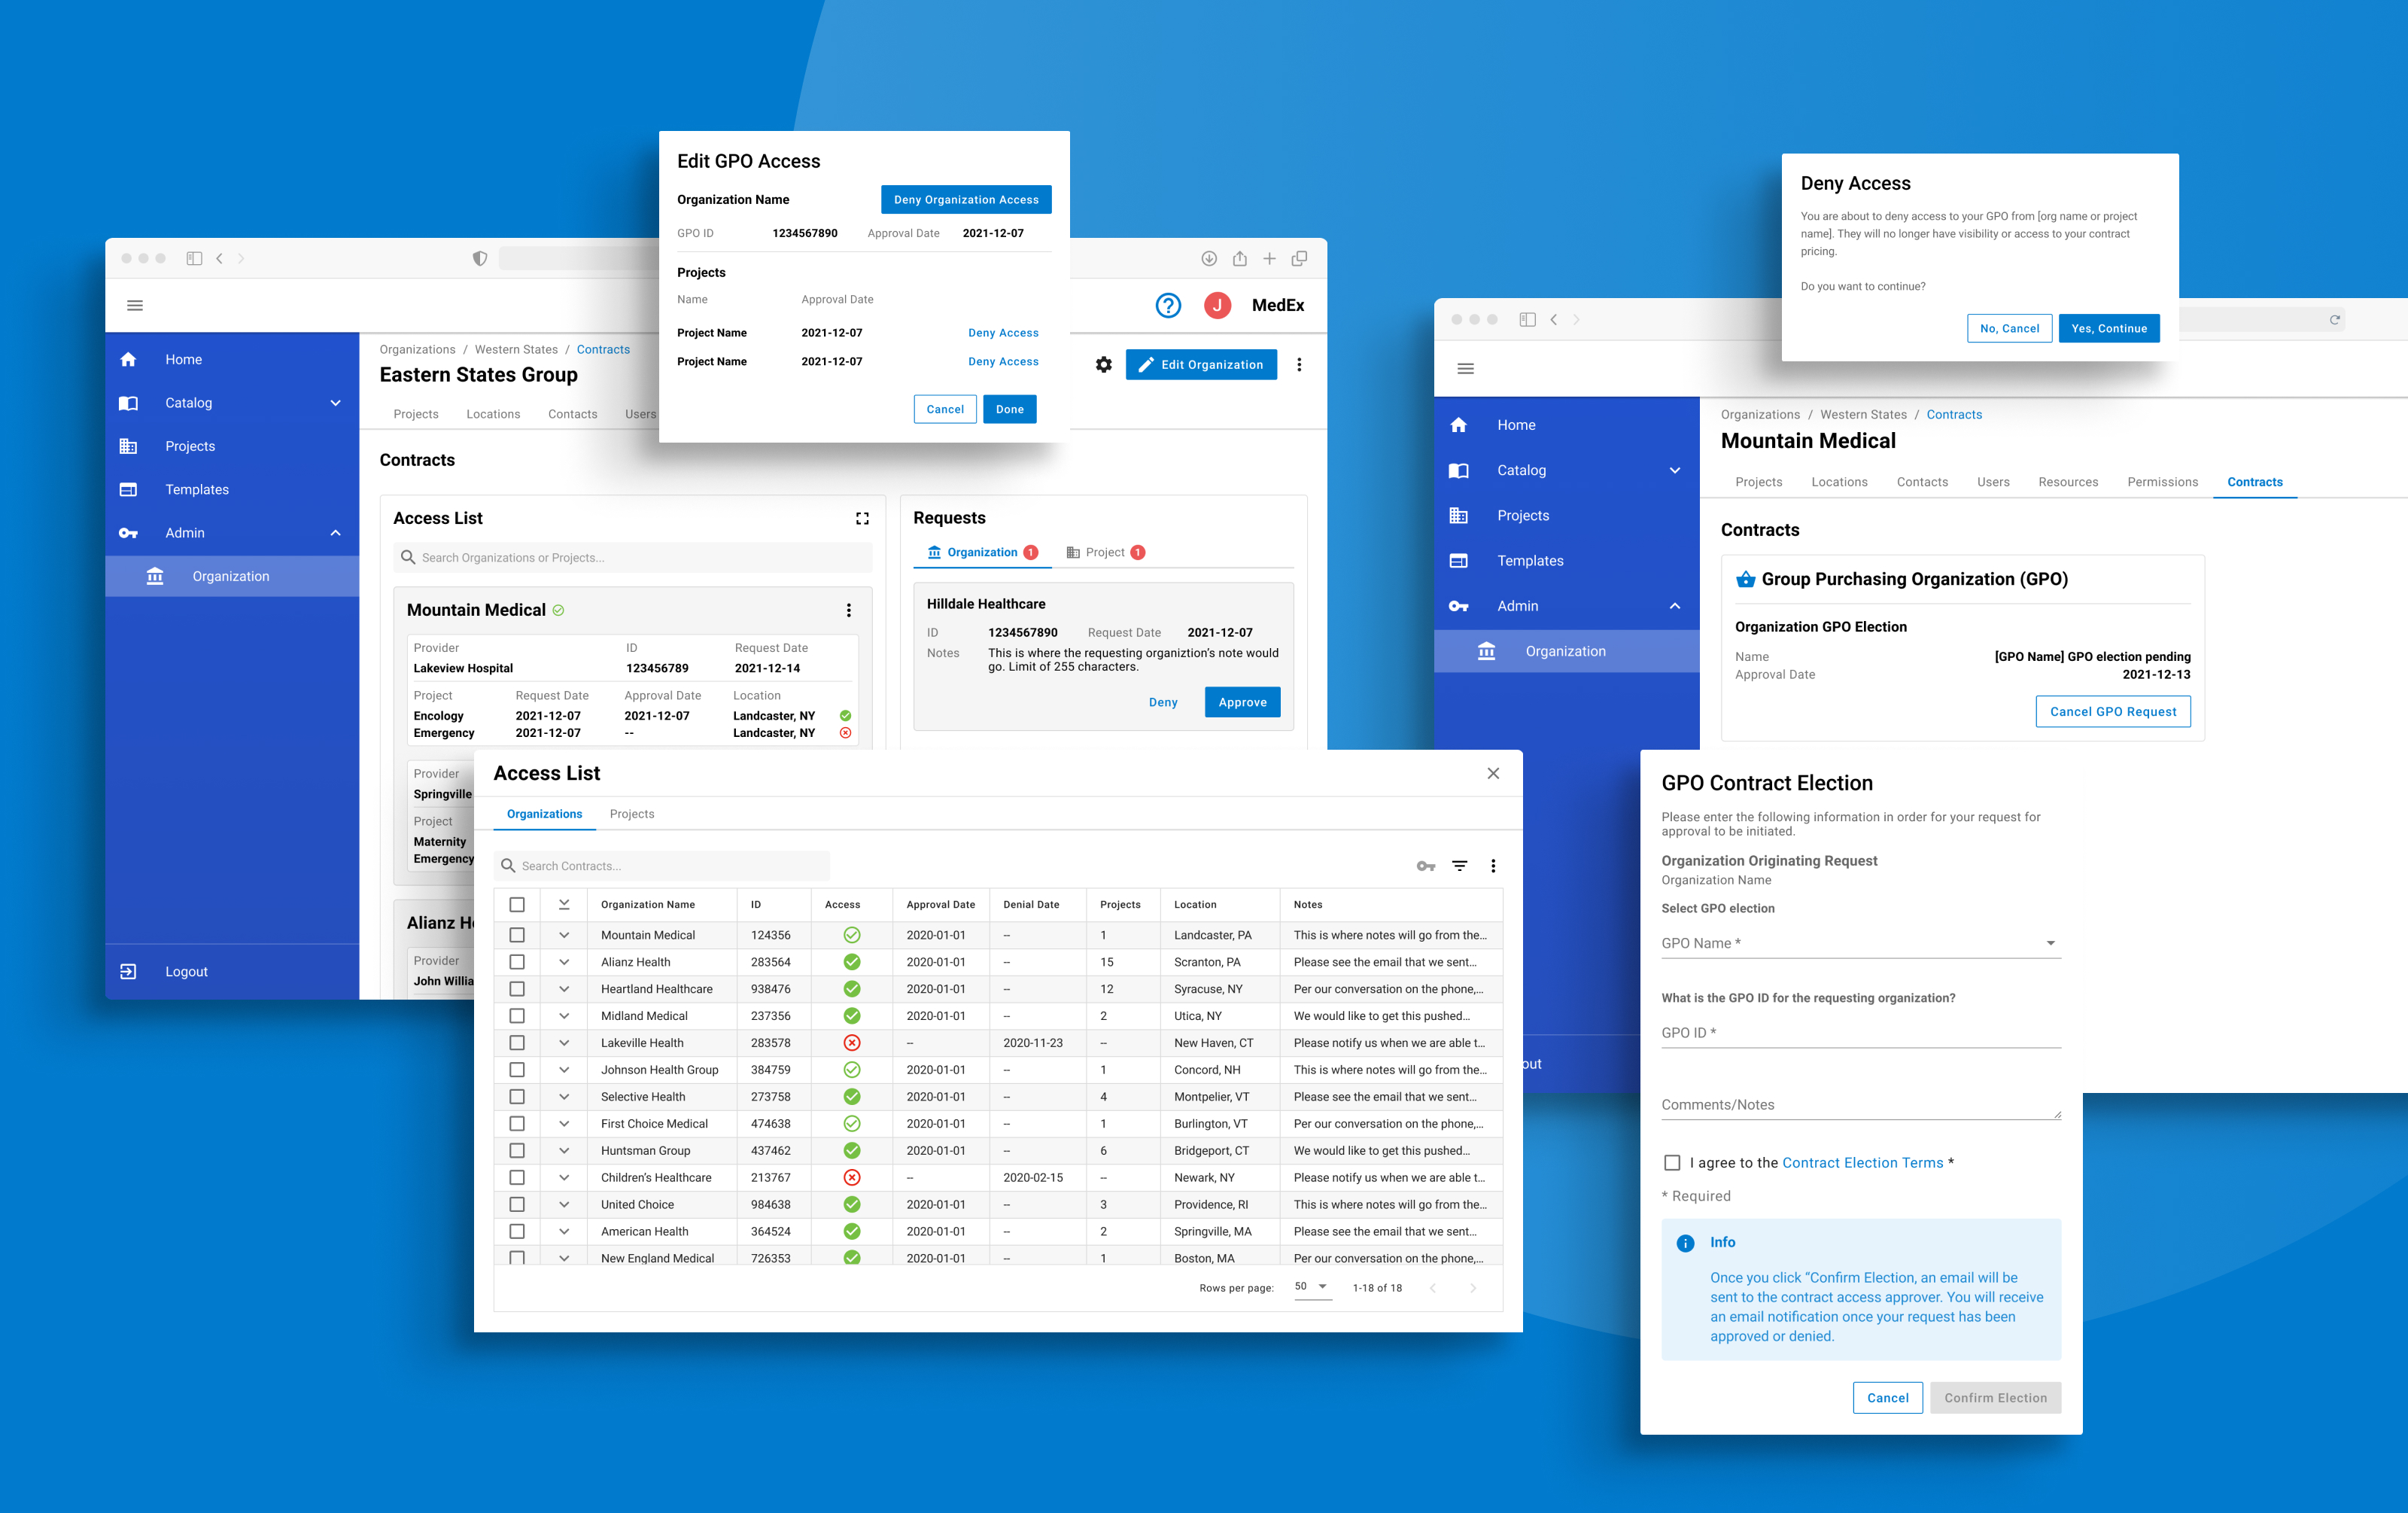 Edit GPO Access
Organization Name
Deny Organization Access
GPO ID 1234567890 Approval Date 2021-12-07
Projects
Name Approval Date
Project Name 2021-12-07 Deny Access
Project Name 2021-12-07 Deny Access
Cancel Done
J MedEx
Home
Catalog
Projects
Templates
Admin
Organization
Logout
Organizations / Western States / Contracts
Eastern States Group
Edit Organization
Projects Locations Contacts Users
Contracts
Access List
Search Organizations or Projects...
Mountain Medical
Provider ID Request Date
Lakeview Hospital 123456789 2021-12-14
Project Request Date Approval Date Location
Encology 2021-12-07 2021-12-07 Landcaster, NY
Emergency 2021-12-07 -- Landcaster, NY
Provider
Springville
Project
Maternity
Emergency
Alianz He
Provider
John Willia
Requests
Organization 1 Project 1
Hilldale Healthcare
ID 1234567890 Request Date 2021-12-07
Notes This is where the requesting organiztion's note would
go. Limit of 255 characters.
Deny Approve
Access List
Organizations Projects
Search Contracts...
Organization Name ID Access Approval Date Denial Date Projects Location Notes
Mountain Medical 124356 2020-01-01 -- 1 Landcaster, PA This is where notes will go from the...
Alianz Health 283564 2020-01-01 -- 15 Scranton, PA Please see the email that we sent...
Heartland Healthcare 938476 2020-01-01 -- 12 Syracuse, NY Per our conversation on the phone,...
Midland Medical 237356 2020-01-01 -- 2 Utica, NY We would like to get this pushed...
Lakeville Health 283578 -- 2020-11-23 -- New Haven, CT Please notify us when we are able t...
Johnson Health Group 384759 2020-01-01 -- 1 Concord, NH This is where notes will go from the...
Selective Health 273758 2020-01-01 -- 4 Montpelier, VT Please see the email that we sent...
First Choice Medical 474638 2020-01-01 -- 1 Burlington, VT Per our conversation on the phone,...
Huntsman Group 437462 2020-01-01 -- 6 Bridgeport, CT We would like to get this pushed...
Children's Healthcare 213767 -- 2020-02-15 -- Newark, NY Please notify us when we are able t...
United Choice 984638 2020-01-01 -- 3 Providence, RI This is where notes will go from the...
American Health 364524 2020-01-01 -- 2 Springville, MA Please see the email that we sent...
New England Medical 726353 2020-01-01 -- 1 Boston, MA Per our conversation on the phone,...
Rows per page: 50 1-18 of 18
Deny Access
You are about to deny access to your GPO from [org name or project
name]. They will no longer have visibility or access to your contract
pricing.
Do you want to continue?
No, Cancel Yes, Continue
Home
Catalog
Projects
Templates
Admin
Organization
out
Organizations / Western States / Contracts
Mountain Medical
Projects Locations Contacts Users Resources Permissions Contracts
Contracts
Group Purchasing Organization (GPO)
Organization GPO Election
Name [GPO Name] GPO election pending
Approval Date 2021-12-13
Cancel GPO Request
GPO Contract Election
Please enter the following information in order for your request for
approval to be initiated.
Organization Originating Request
Organization Name
Select GPO election
GPO Name *
What is the GPO ID for the requesting organization?
GPO ID *
Comments/Notes
I agree to the Contract Election Terms *
* Required
Info
Once you click “Confirm Election, an email will be
sent to the contract access approver. You will receive
an email notification once your request has been
approved or denied.
Cancel Confirm Election